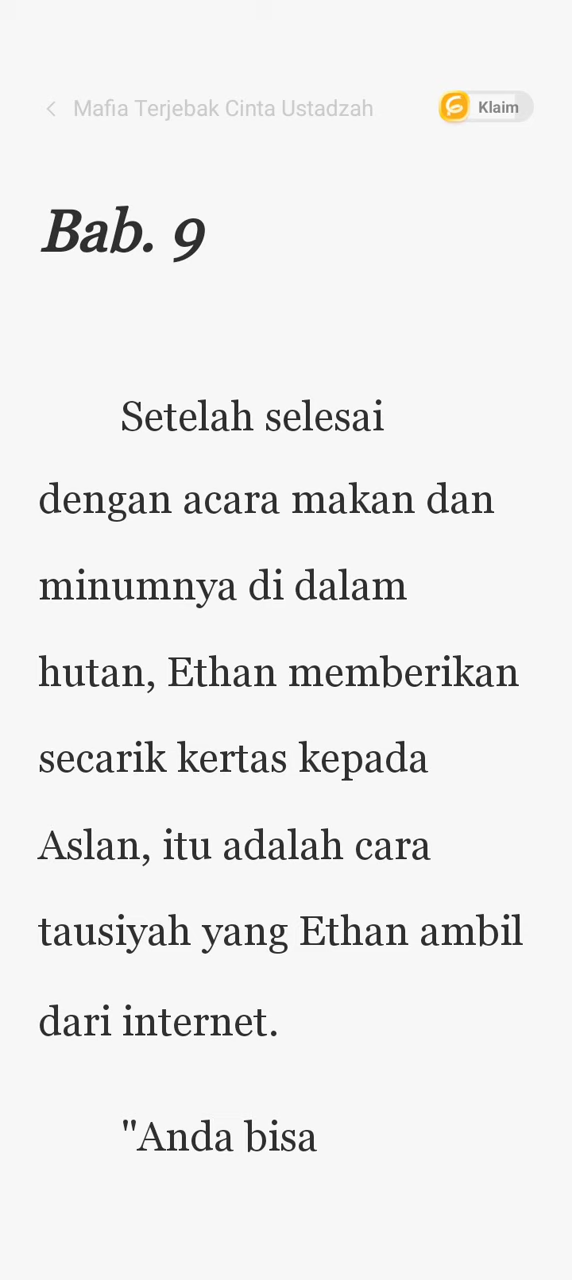 Mafia Terjebak Cinta Ustadzah
Klaim
Bab. 9
Setelah selesai
dengan acara makan dan
minumnya di dalam
hutan, Ethan memberikan
secarik kertas kepada
Aslan, itu adalah cara
tausiyah yang Ethan ambil
dari internet.
"Anda bisa